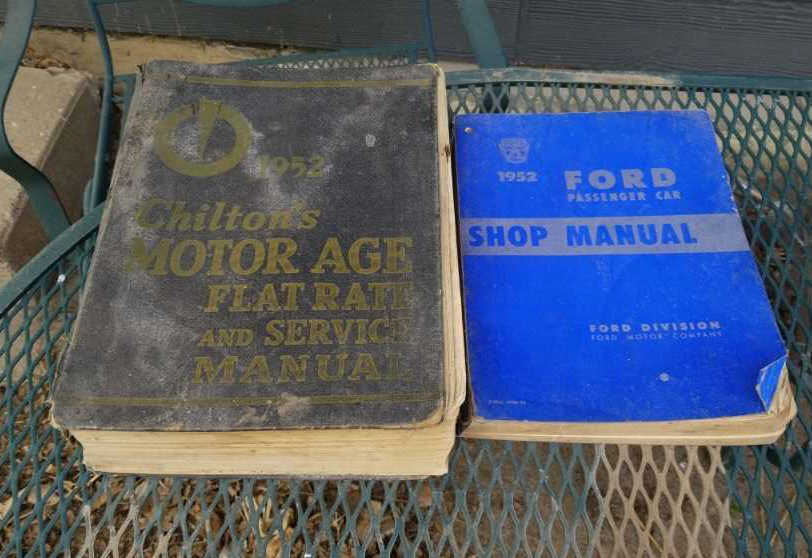 1952
Chilton's
MOTOR AGE
FLAT RATE
AND SERVICE
MANUAL
1952 FORD
PASSENGER CAR
SHOP MANUAL
FORD DIVISION
FORD MOTOR COMPANY